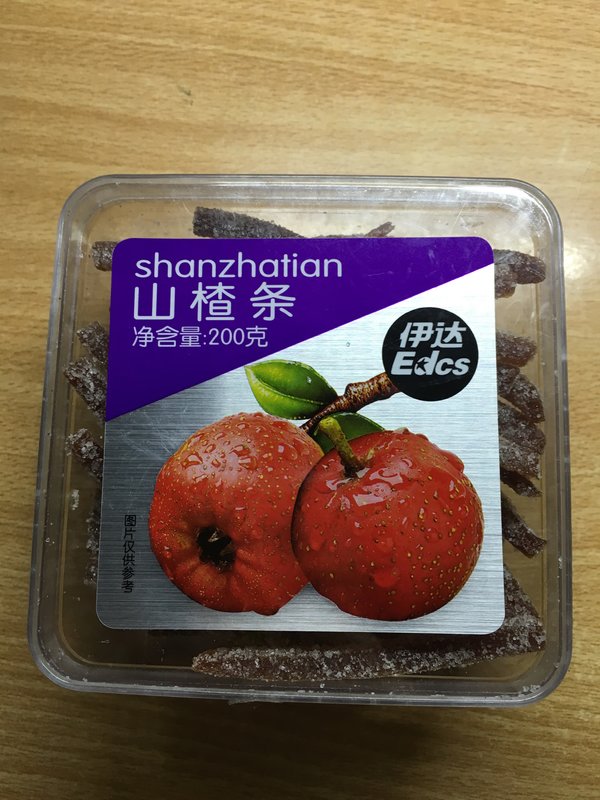 shanzhatian
山楂条
净含量:200克
伊达
Edcs
图片仅供参考